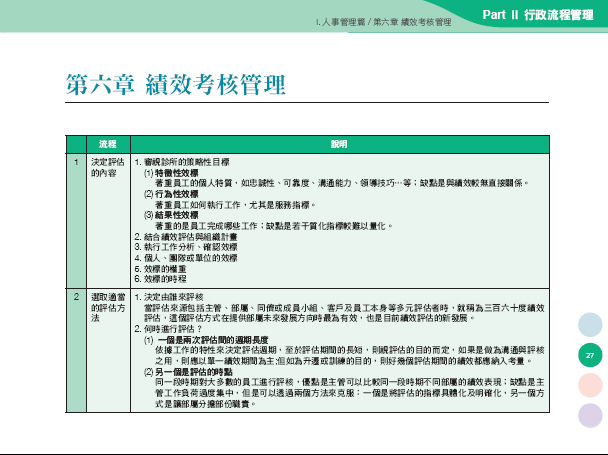 I. 人事管理篇 / 第六章 績效考核管理
Part II 行政流程管理
第六章 績效考核管理
流程 說明
1 決定評估的內容
1. 審視診所的策略性目標
(1) 特徵性效標
著重員工的個人特質，如忠誠性、可靠度、溝通能力、領導技巧…等；缺點是與績效較無直接關係。
(2) 行為性效標
著重員工如何執行工作，尤其是服務指標。
(3) 結果性效標
著重的是員工完成哪些工作；缺點是若干質化指標較難以量化。
2. 結合績效評估與組織計畫
3. 執行工作分析、確認效標
4. 個人、團隊或單位的效標
5. 效標的權重
6. 效標的時程
2 選取適當的評估方法
1. 決定由誰來評核
當評估來源包括主管、部屬、同儕或成員小組、客戶及員工本身等多元評估者時，就稱為三百六十度績效
評估，這個評估方式在提供部屬未來發展方向時最為有效，也是目前績效評估的新發展。
2. 何時進行評估？
(1) 一個是兩次評估間的週期長度
依據工作的特性來決定評估週期，至於評估期間的長短，則視評估的目的而定，如果是做為溝通與評核
之用，則應以單一績效期間為主;但如為升遷或訓練的目的，則好幾個評估期間的績效都應納入考量。
(2) 另一個是評估的時點
同一段時期對大多數的員工進行評核，優點是主管可以比較同一段時期不同部屬的績效表現；缺點是主
管工作負荷過度集中，但是可以透過兩個方法來克服：一個是將評估的指標具體化及明確化，另一個方
式是讓部屬分擔部份職責。
27